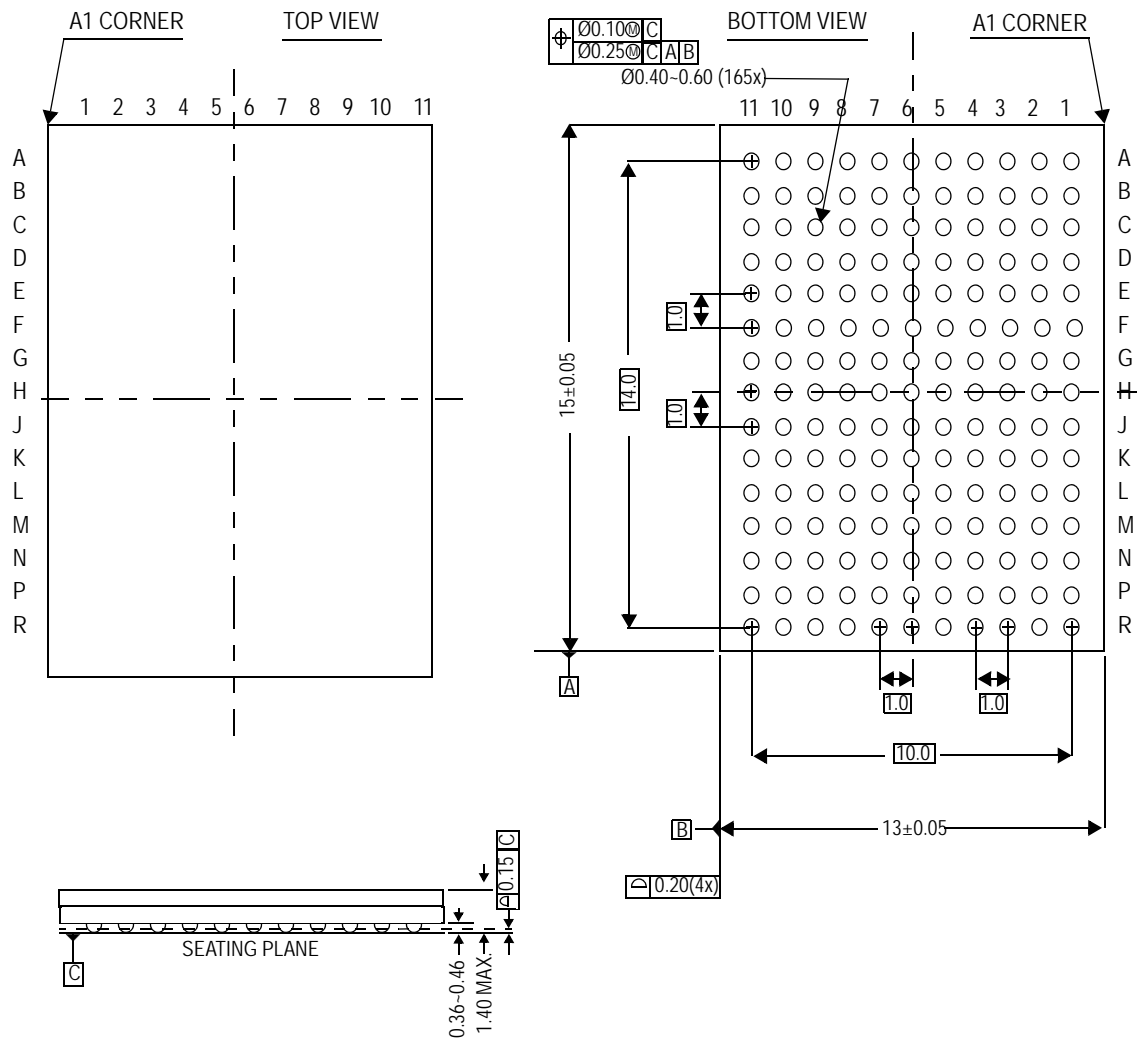 A1 CORNER
TOP VIEW
1 2 3 4 5 6 7 8 9 10 11
A
B
C
D
E
F
G
H
J
K
L
M
N
P
R
Ø0.10Ⓜ C
Ø0.25Ⓜ C A B
BOTTOM VIEW
A1 CORNER
Ø0.40~0.60 (165x)
11 10 9 8 7 6 5 4 3 2 1
A
B
C
D
E
F
G
H
J
K
L
M
N
P
R
1.0
1.0
14.0
15±0.05
A
1.0
1.0
10.0
B
13±0.05
0.20(4x)
0.15 C
SEATING PLANE
C
0.36~0.46
1.40 MAX.